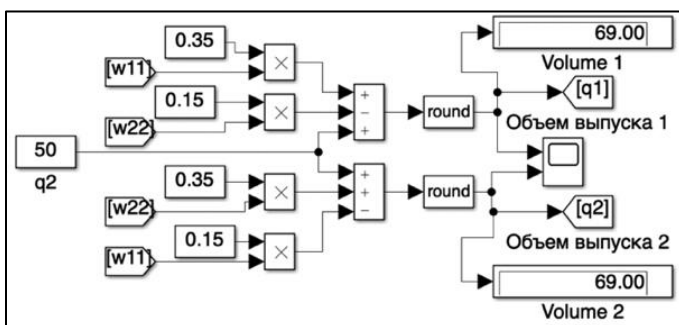 0.35
[w11]
×
0.15
[w22]
×
+
−
+
round
69.00
Volume 1
[q1]
Объем выпуска 1
50
q2
0.35
[w22]
×
0.15
[w11]
×
+
+
−
round
[q2]
Объем выпуска 2
69.00
Volume 2